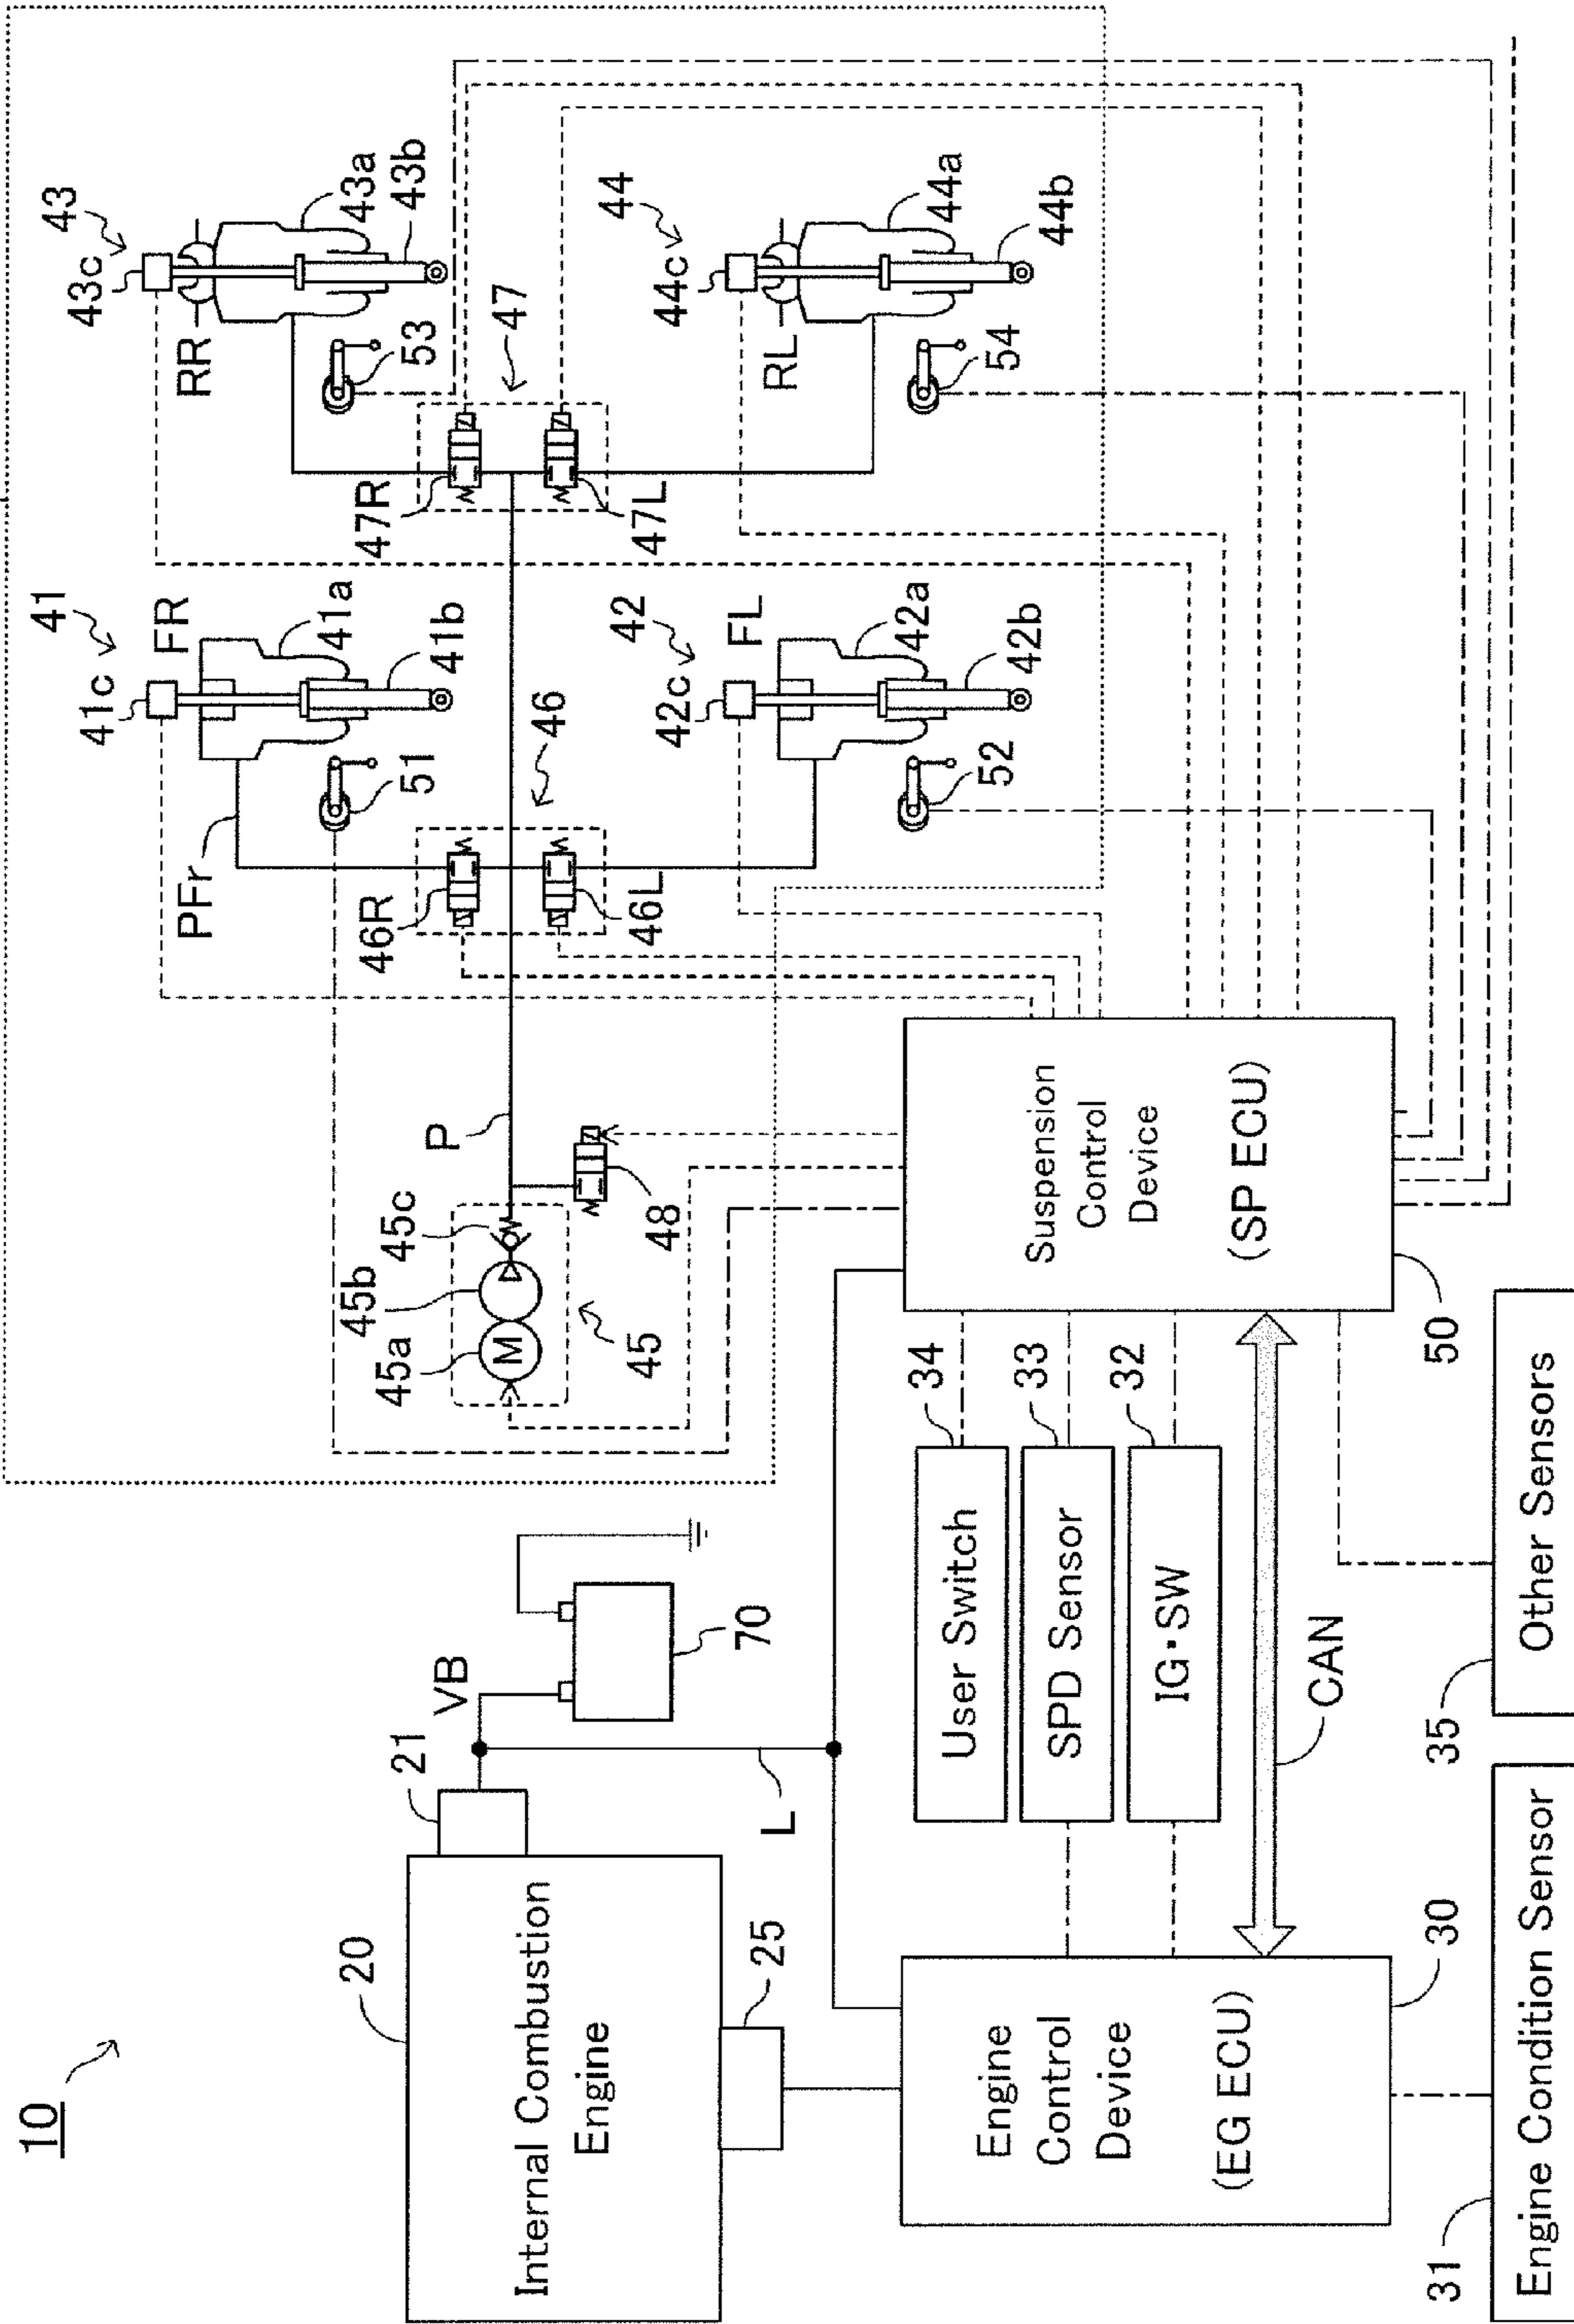 10
20
Internal Combustion
Engine
21
VB
70
25
L
Engine
Control
Device
(EG ECU)
30
31
Engine Condition Sensor
User Switch
34
SPD Sensor
33
IG・SW
32
CAN
35
Other Sensors
Suspension
Control
Device
(SP ECU)
50
45a
45b
45c
M
45
48
P
PFr
41
41c
FR
41a
41b
51
46R
46
46L
42
42c
FL
42a
42b
52
43
43c
RR
43a
43b
53
47R
47
47L
44
44c
RL
44a
44b
54